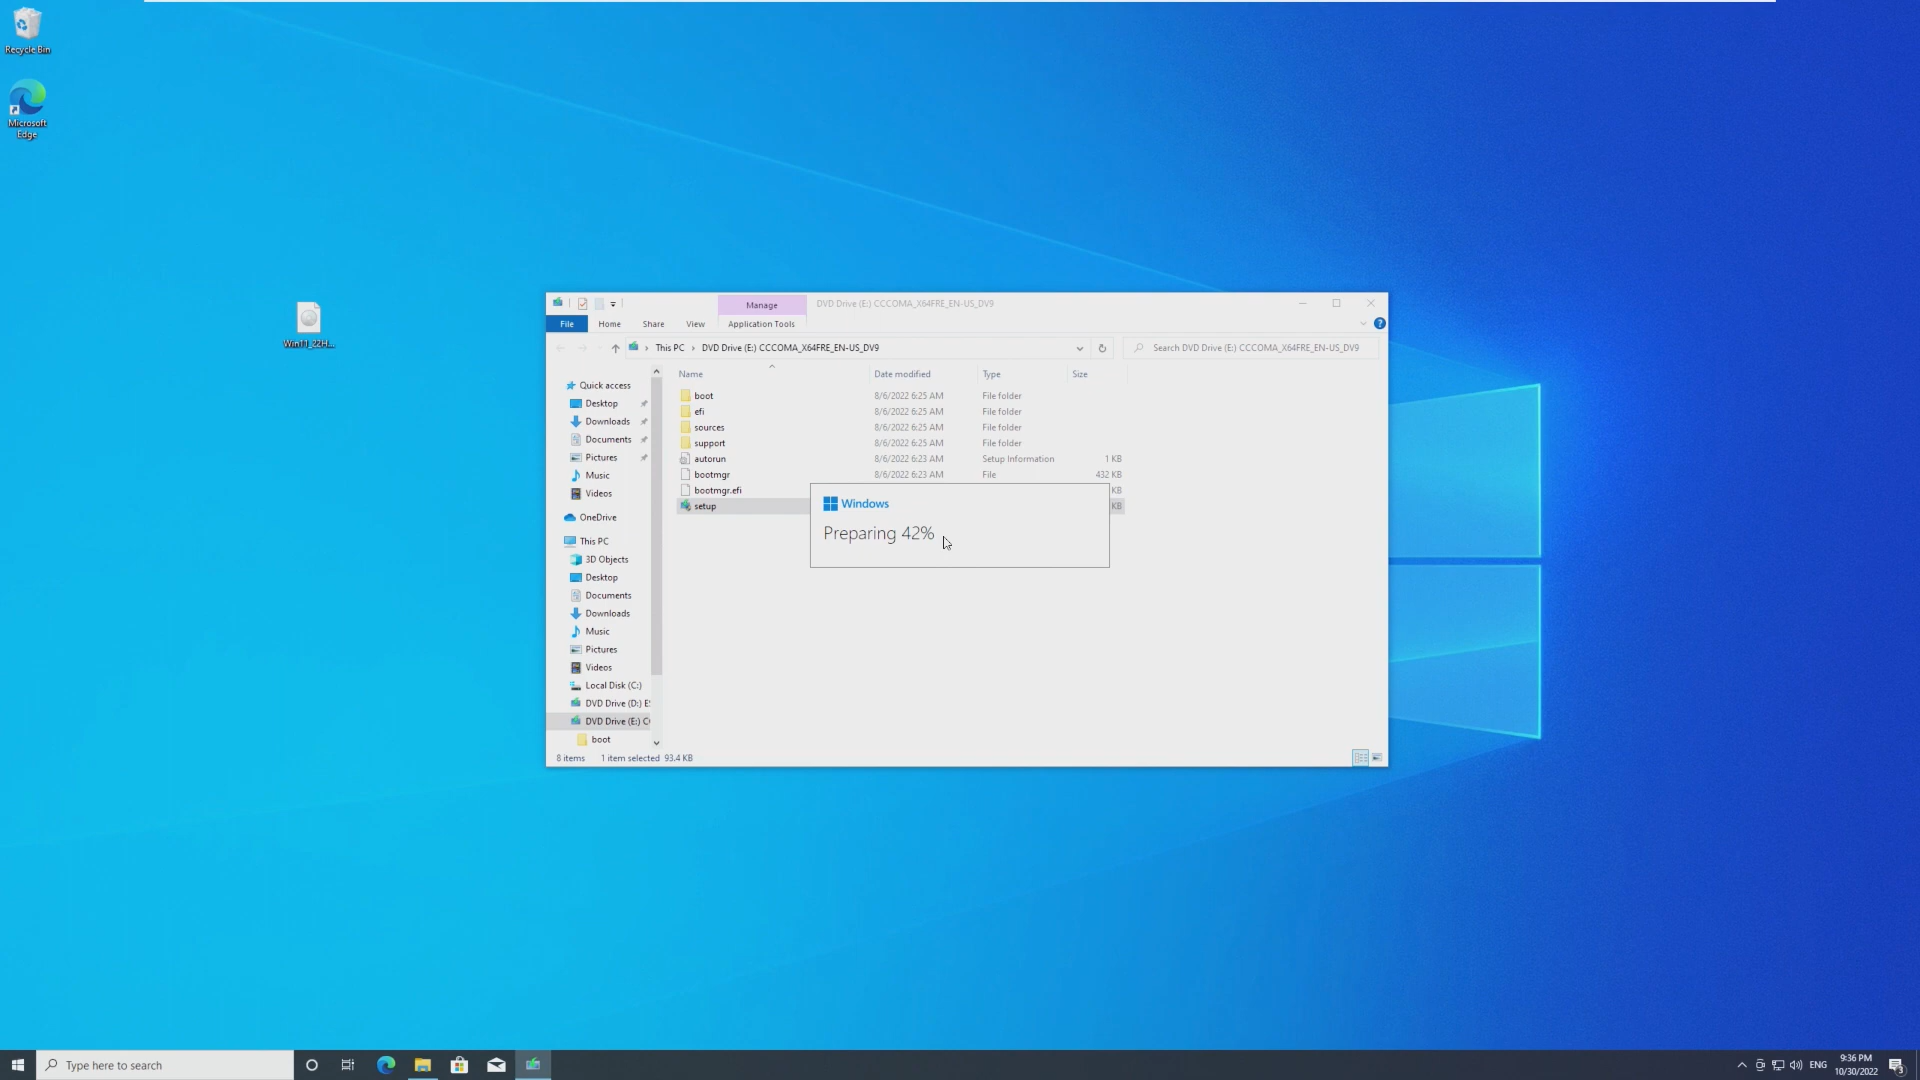 Recycle Bin
Microsoft
Edge
Win11_22H...
Manage
DVD Drive (E:) CCCOMA_X64FRE_EN-US_DV9
File
Home
Share
View
Application Tools
This PC
DVD Drive (E:) CCCOMA_X64FRE_EN-US_DV9
Search DVD Drive (E:) CCCOMA_X64FRE_EN-US_DV9
Quick access
Desktop
Downloads
Documents
Pictures
Music
Videos
OneDrive
This PC
3D Objects
Desktop
Documents
Downloads
Music
Pictures
Videos
Local Disk (C:)
DVD Drive (D:) ES
DVD Drive (E:) C
boot
Name Date modified Type Size
boot 8/6/2022 6:25 AM File folder
efi 8/6/2022 6:25 AM File folder
sources 8/6/2022 6:25 AM File folder
support 8/6/2022 6:25 AM File folder
autorun 8/6/2022 6:23 AM Setup Information 1 KB
bootmgr 8/6/2022 6:23 AM File 432 KB
bootmgr.efi KB
setup KB
Windows
Preparing 42%
8 items 1 item selected 93.4 KB
Type here to search
ENG
9:36 PM
10/30/2022
3